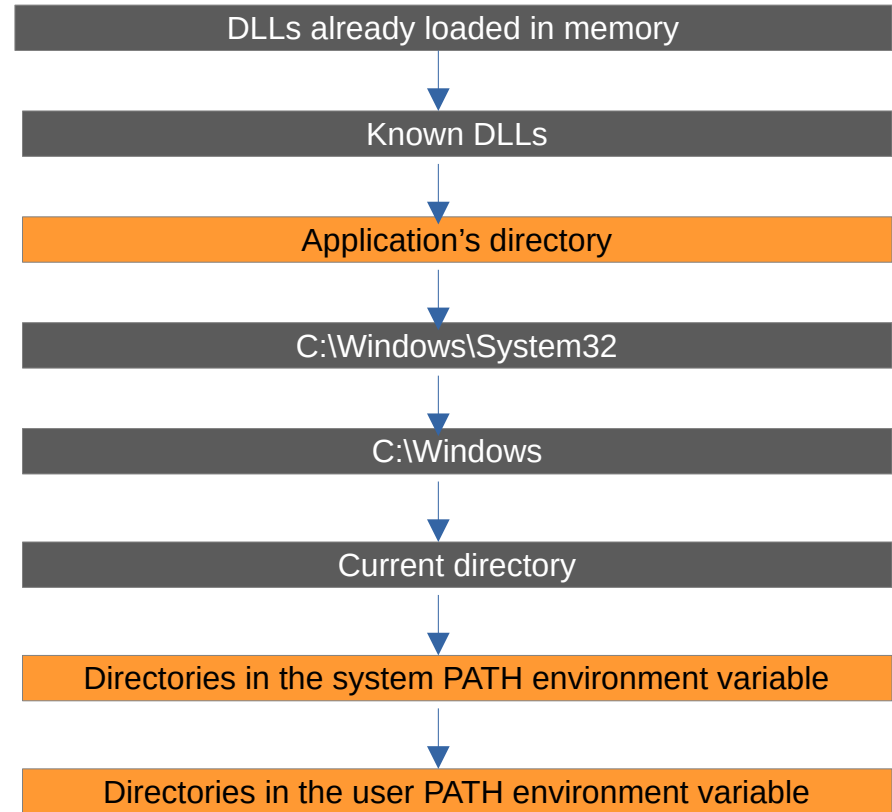 DLLs already loaded in memory
Known DLLs
Application’s directory
C:\Windows\System32
C:\Windows
Current directory
Directories in the system PATH environment variable
Directories in the user PATH environment variable